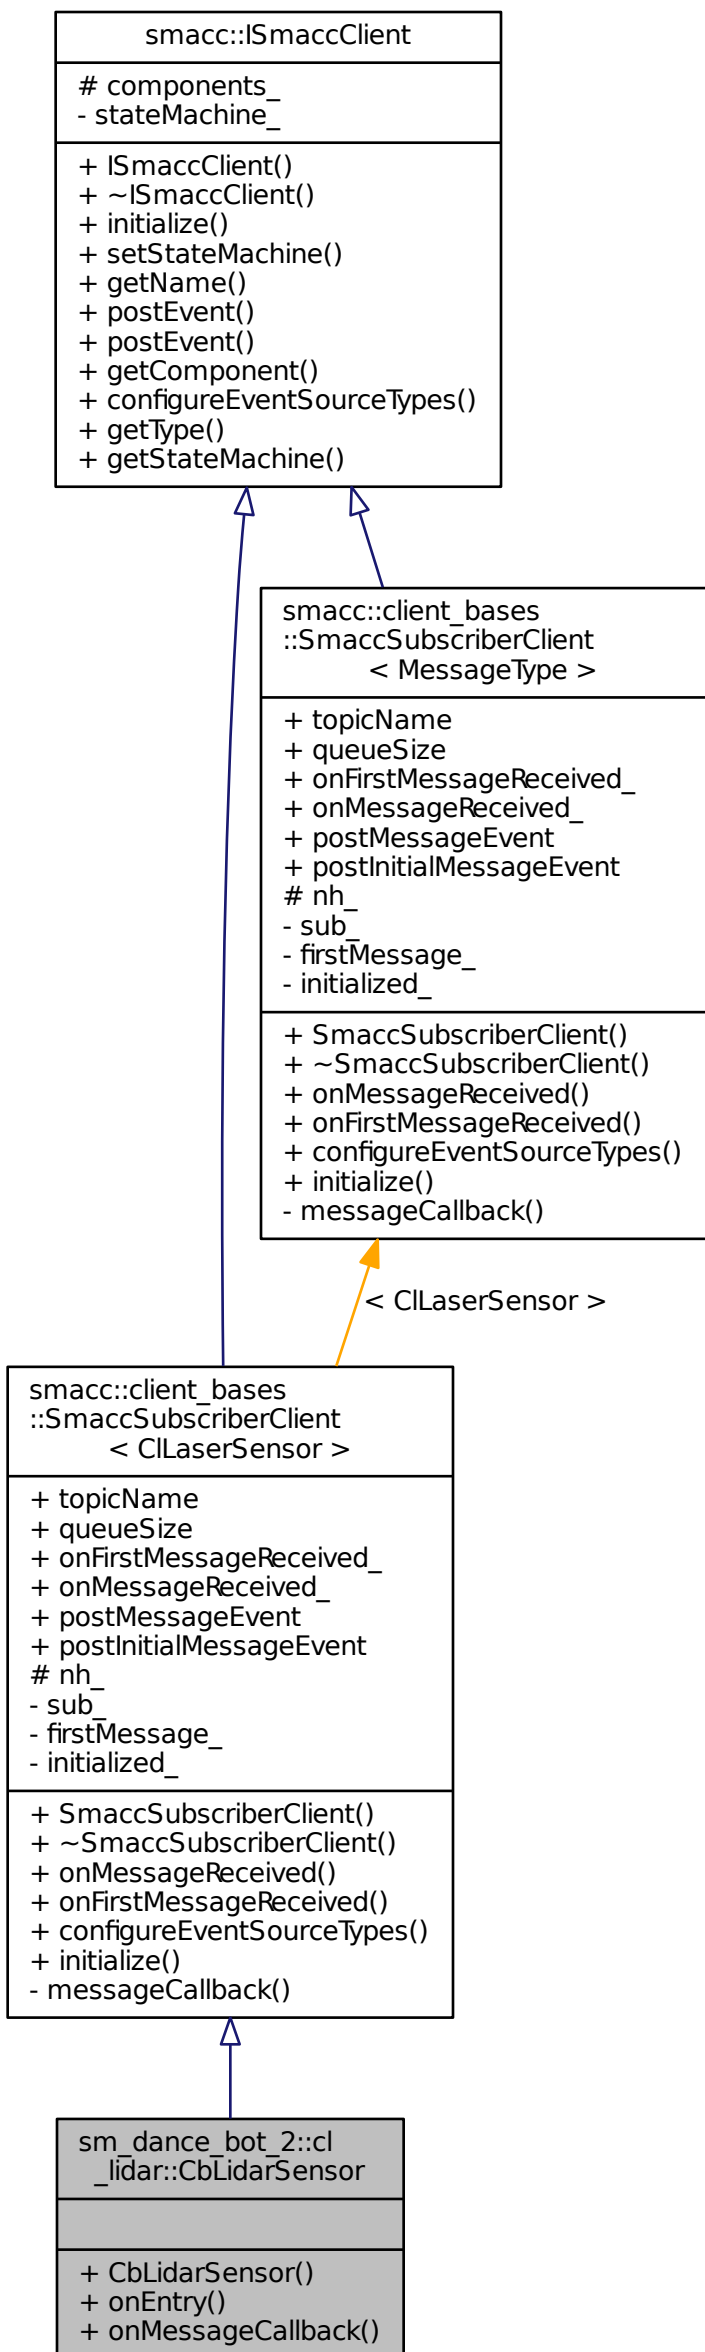 smacc::ISmaccClient
# components_
- stateMachine_
+ ISmaccClient()
+ ~ISmaccClient()
+ initialize()
+ setStateMachine()
+ getName()
+ postEvent()
+ postEvent()
+ getComponent()
+ configureEventSourceTypes()
+ getType()
+ getStateMachine()
smacc::client_bases
::SmaccSubscriberClient
< MessageType >
+ topicName
+ queueSize
+ onFirstMessageReceived_
+ onMessageReceived_
+ postMessageEvent
+ postInitialMessageEvent
# nh_
- sub_
- firstMessage_
- initialized_
+ SmaccSubscriberClient()
+ ~SmaccSubscriberClient()
+ onMessageReceived()
+ onFirstMessageReceived()
+ configureEventSourceTypes()
+ initialize()
- messageCallback()
< ClLaserSensor >
smacc::client_bases
::SmaccSubscriberClient
< ClLaserSensor >
+ topicName
+ queueSize
+ onFirstMessageReceived_
+ onMessageReceived_
+ postMessageEvent
+ postInitialMessageEvent
# nh_
- sub_
- firstMessage_
- initialized_
+ SmaccSubscriberClient()
+ ~SmaccSubscriberClient()
+ onMessageReceived()
+ onFirstMessageReceived()
+ configureEventSourceTypes()
+ initialize()
- messageCallback()
sm_dance_bot_2::cl
_lidar::CbLidarSensor
+ CbLidarSensor()
+ onEntry()
+ onMessageCallback()